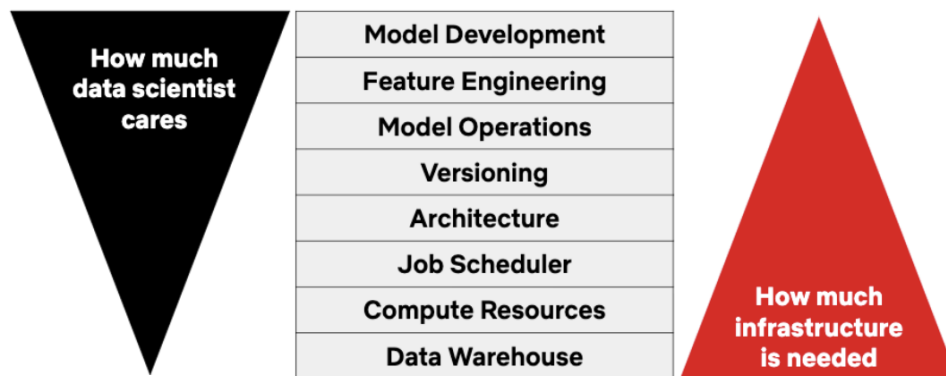 How much
data scientist
cares
Model Development
Feature Engineering
Model Operations
Versioning
Architecture
Job Scheduler
Compute Resources
Data Warehouse
How much
infrastructure
is needed